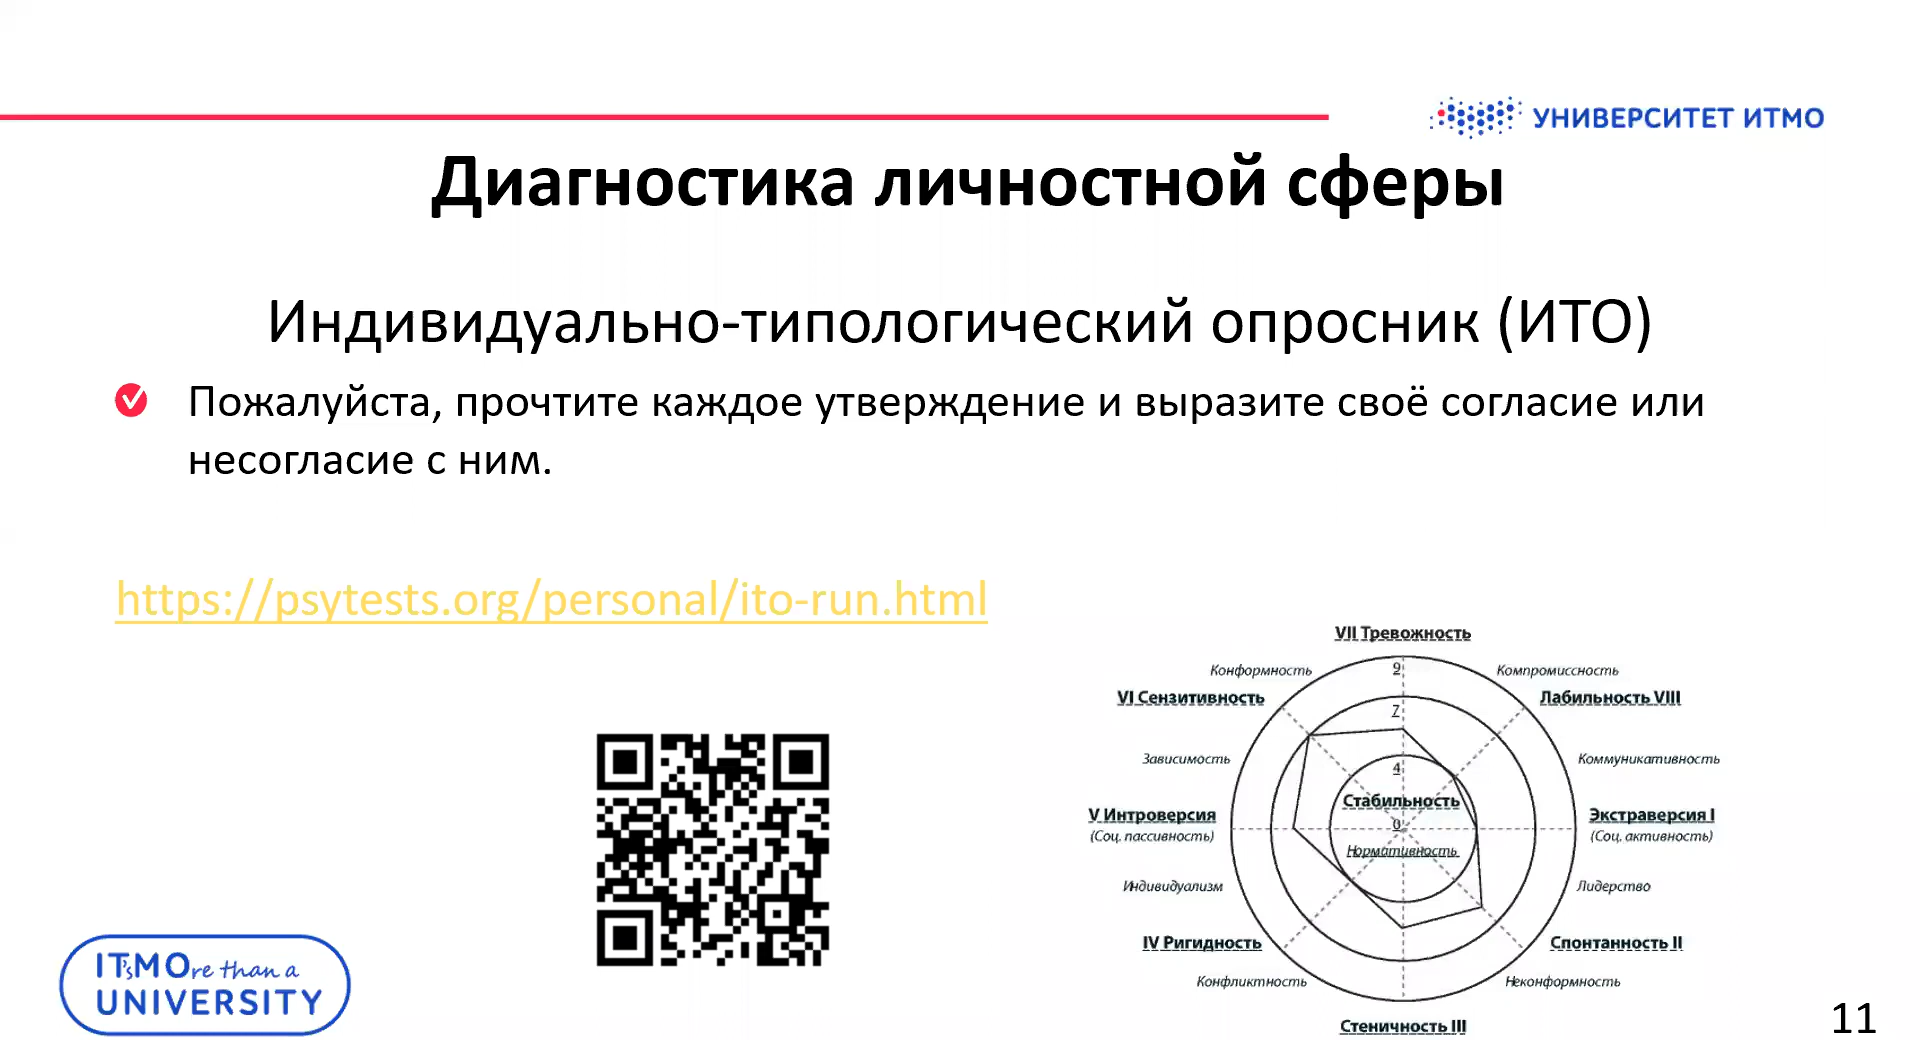 УНИВЕРСИТЕТ ИТМО
Диагностика личностной сферы
Индивидуально-типологический опросник (ИТО)
Пожалуйста, прочтите каждое утверждение и выразите своё согласие или
несогласие с ним.
https://psytests.org/personal/ito-run.html
VII Тревожность
Конформность
9
Компромиссность
VI Сензитивность
Лабильность VIII
7
Зависимость
4
Коммуникативность
Стабильность
V Интроверсия
Экстраверсия I
0
(Соц. пассивность)
(Соц. активность)
Нормативность
Индивидуализм
Лидерство
IV Ригидность
Спонтанность II
Конфликтность
Неконформность
Стеничность III
IT'sMOre than a
UNIVERSITY
11